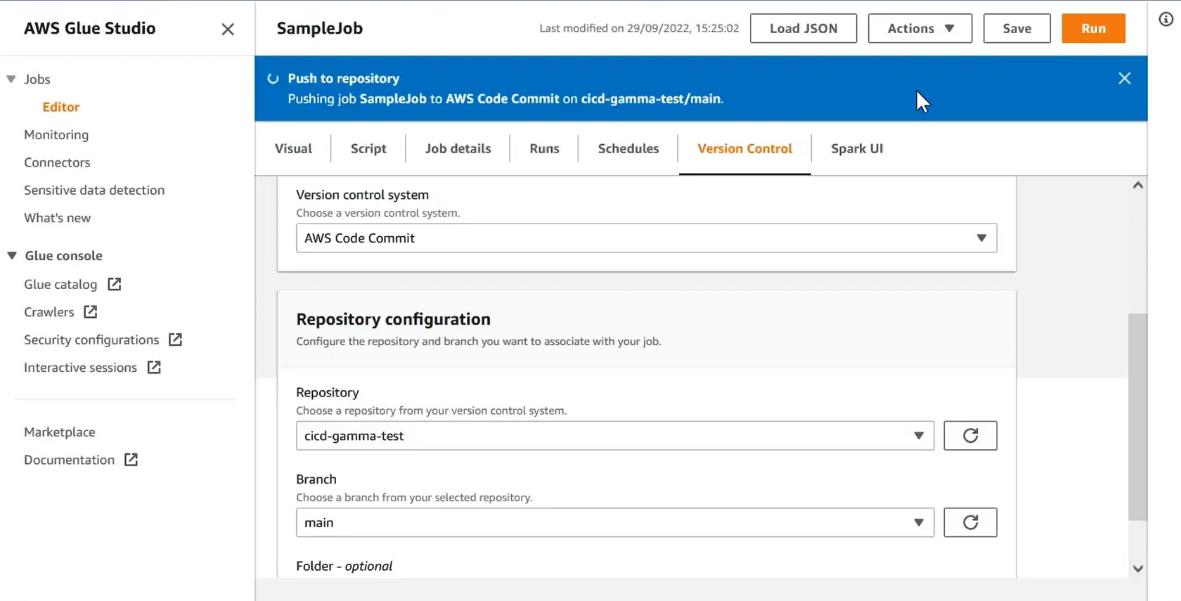 AWS Glue Studio
Jobs
Editor
Monitoring
Connectors
Sensitive data detection
What's new
Glue console
Glue catalog
Crawlers
Security configurations
Interactive sessions
Marketplace
Documentation
SampleJob
Last modified on 29/09/2022, 15:25:02
Load JSON
Actions
Save
Run
Push to repository
Pushing job SampleJob to AWS Code Commit on cicd-gamma-test/main.
Visual
Script
Job details
Runs
Schedules
Version Control
Spark UI
Version control system
Choose a version control system.
AWS Code Commit
Repository configuration
Configure the repository and branch you want to associate with your job.
Repository
Choose a repository from your version control system.
cicd-gamma-test
Branch
Choose a branch from your selected repository.
main
Folder - optional